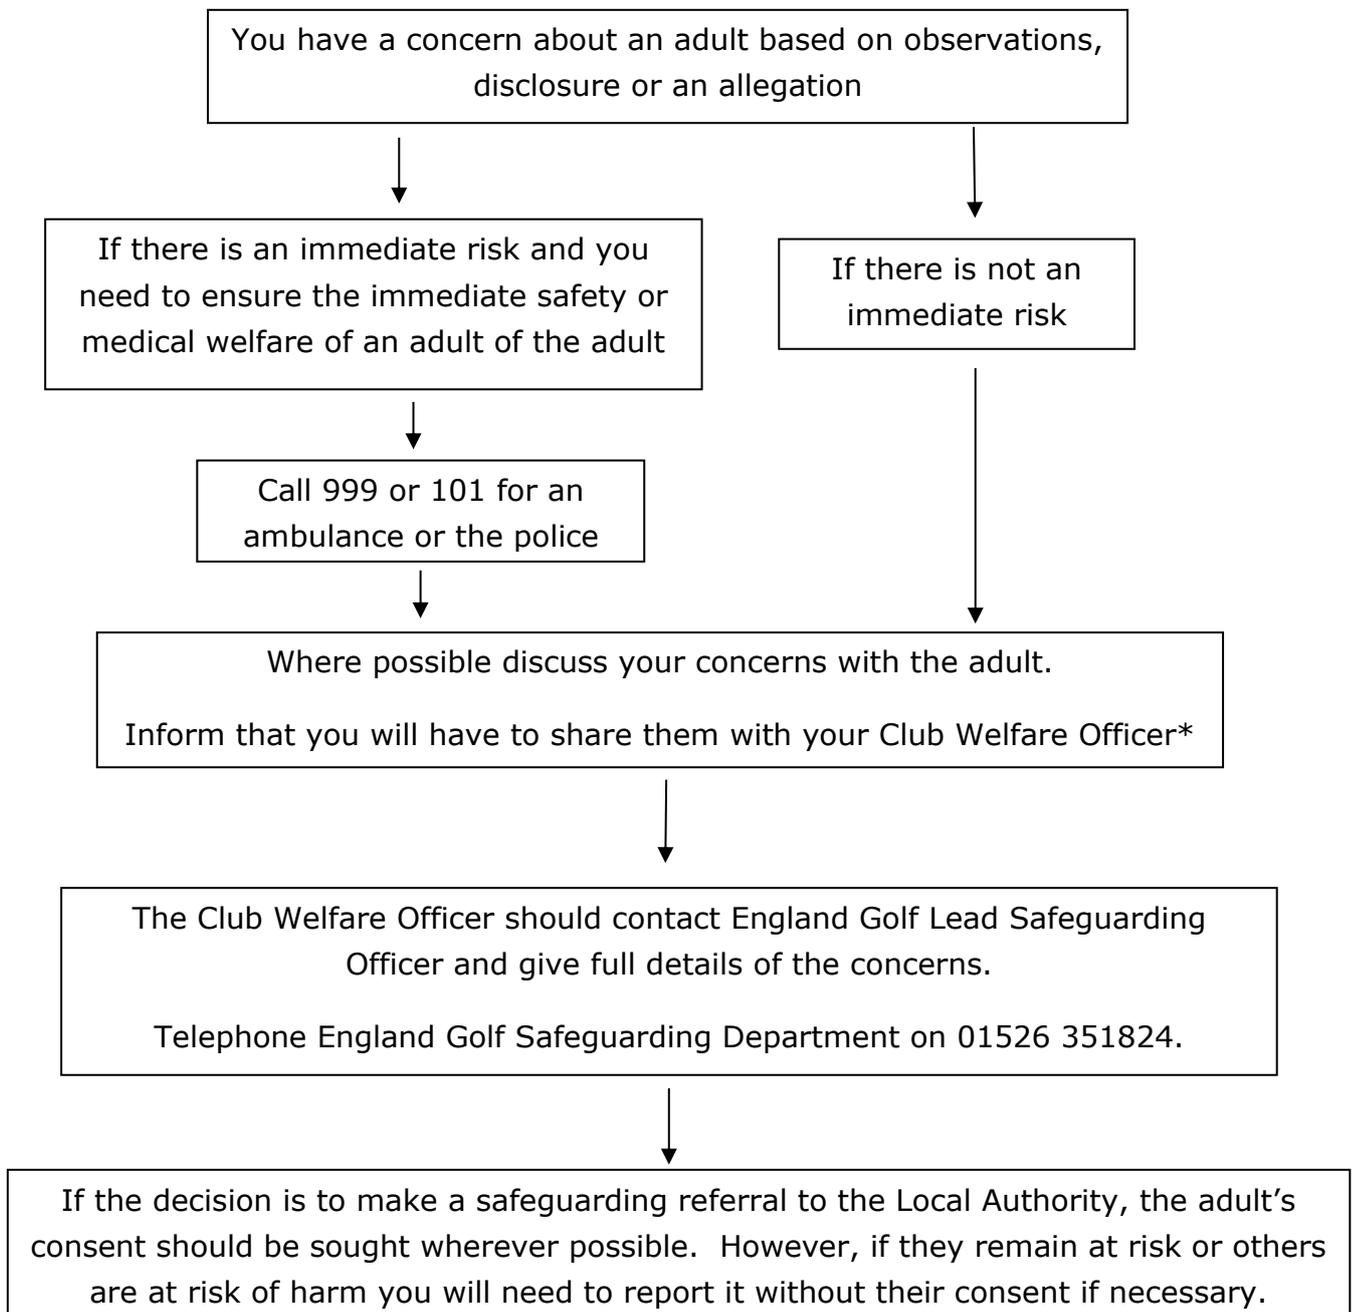 You have a concern about an adult based on observations,
disclosure or an allegation
If there is an immediate risk and you
need to ensure the immediate safety or
medical welfare of an adult of the adult
If there is not an
immediate risk
Call 999 or 101 for an
ambulance or the police
Where possible discuss your concerns with the adult.
Inform that you will have to share them with your Club Welfare Officer*
The Club Welfare Officer should contact England Golf Lead Safeguarding
Officer and give full details of the concerns.
Telephone England Golf Safeguarding Department on 01526 351824.
If the decision is to make a safeguarding referral to the Local Authority, the adult’s
consent should be sought wherever possible.  However, if they remain at risk or others
are at risk of harm you will need to report it without their consent if necessary.